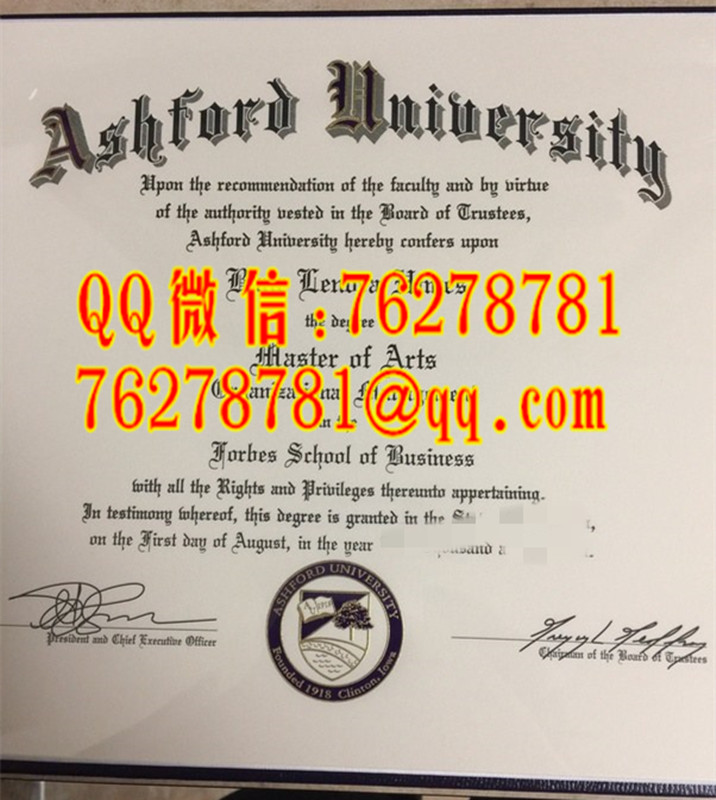 Ashford University
Upon the recommendation of the faculty and by virtue
of the authority vested in the Board of Trustees,
Ashford University hereby confers upon
QQ微信:76278781
the degree
Master of Arts
76278781@qq.com
in the
Forbes School of Business
with all the Rights and Privileges thereunto appertaining.
In testimony whereof, this degree is granted in the
on the First day of August, in the year
President and Chief Executive Officer
Chairman of the Board of Trustees
ASHFORD UNIVERSITY
Founded 1918 Clinton, Iowa